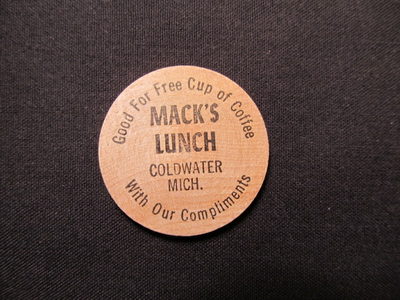 Good For Free Cup of Coffee
MACK'S
LUNCH
COLDWATER
MICH.
With Our Compliments